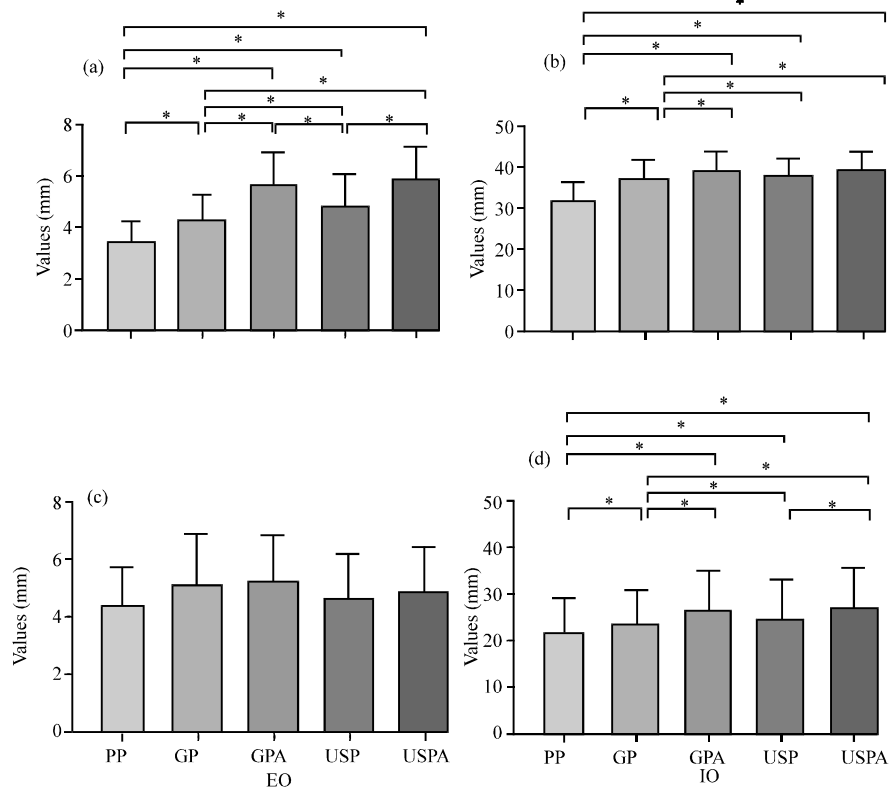 (a)
* * * * * * * * * *
Values (mm)
8
6
4
2
0
(b)
* * * * * * *
Values (mm)
50
40
30
20
10
0
(c)
Values (mm)
8
6
4
2
0
PP GP GPA USP USPA
EO
(d)
* * * * * * * *
Values (mm)
50
40
30
20
10
0
PP GP GPA USP USPA
IO